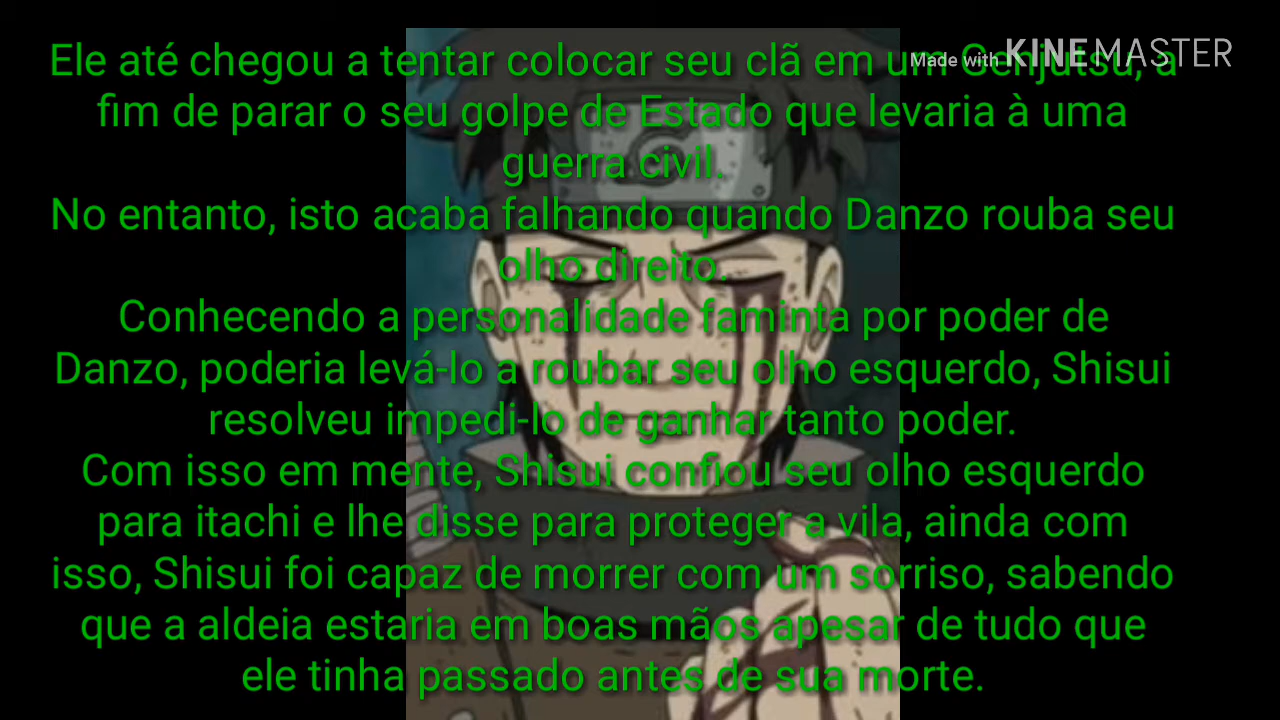 Ele até chegou a tentar colocar seu clã em um Genjutsu, a
fim de parar o seu golpe de Estado que levaria à uma
guerra civil.
No entanto, isto acaba falhando quando Danzo rouba seu
olho direito.
Conhecendo a personalidade faminta por poder de
Danzo, poderia levá-lo a roubar seu olho esquerdo, Shisui
resolveu impedi-lo de ganhar tanto poder.
Com isso em mente, Shisui confiou seu olho esquerdo
para itachi e lhe disse para proteger a vila, ainda com
isso, Shisui foi capaz de morrer com um sorriso, sabendo
que a aldeia estaria em boas mãos apesar de tudo que
ele tinha passado antes de sua morte.
Made with KINEMASTER